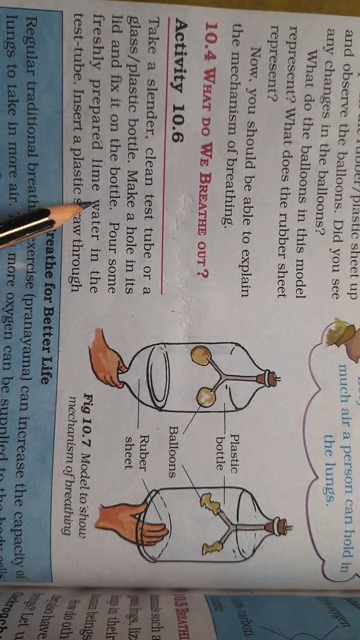 and observe the balloons. Did you see
any changes in the balloons?
What do the balloons in this model
represent? What does the rubber sheet
represent?
Now, you should be able to explain
the mechanism of breathing.
10.4 WHAT DO WE BREATHE OUT?
Activity 10.6
Take a slender, clean test tube or a
glass/plastic bottle. Make a hole in its
lid and fix it on the bottle. Pour some
freshly prepared lime water in the
test-tube. Insert a plastic straw through
Breathe for Better Life
Regular traditional breathing exercise (pranayama) can increase the capacity of
lungs to take in more air. more oxygen can be supplied to the body
much air a person can hold in
the lungs.
Plastic
bottle
Balloons
Ruber
sheet
Fig 10.7 Model to show
mechanism of breathing
10.5 BREATH